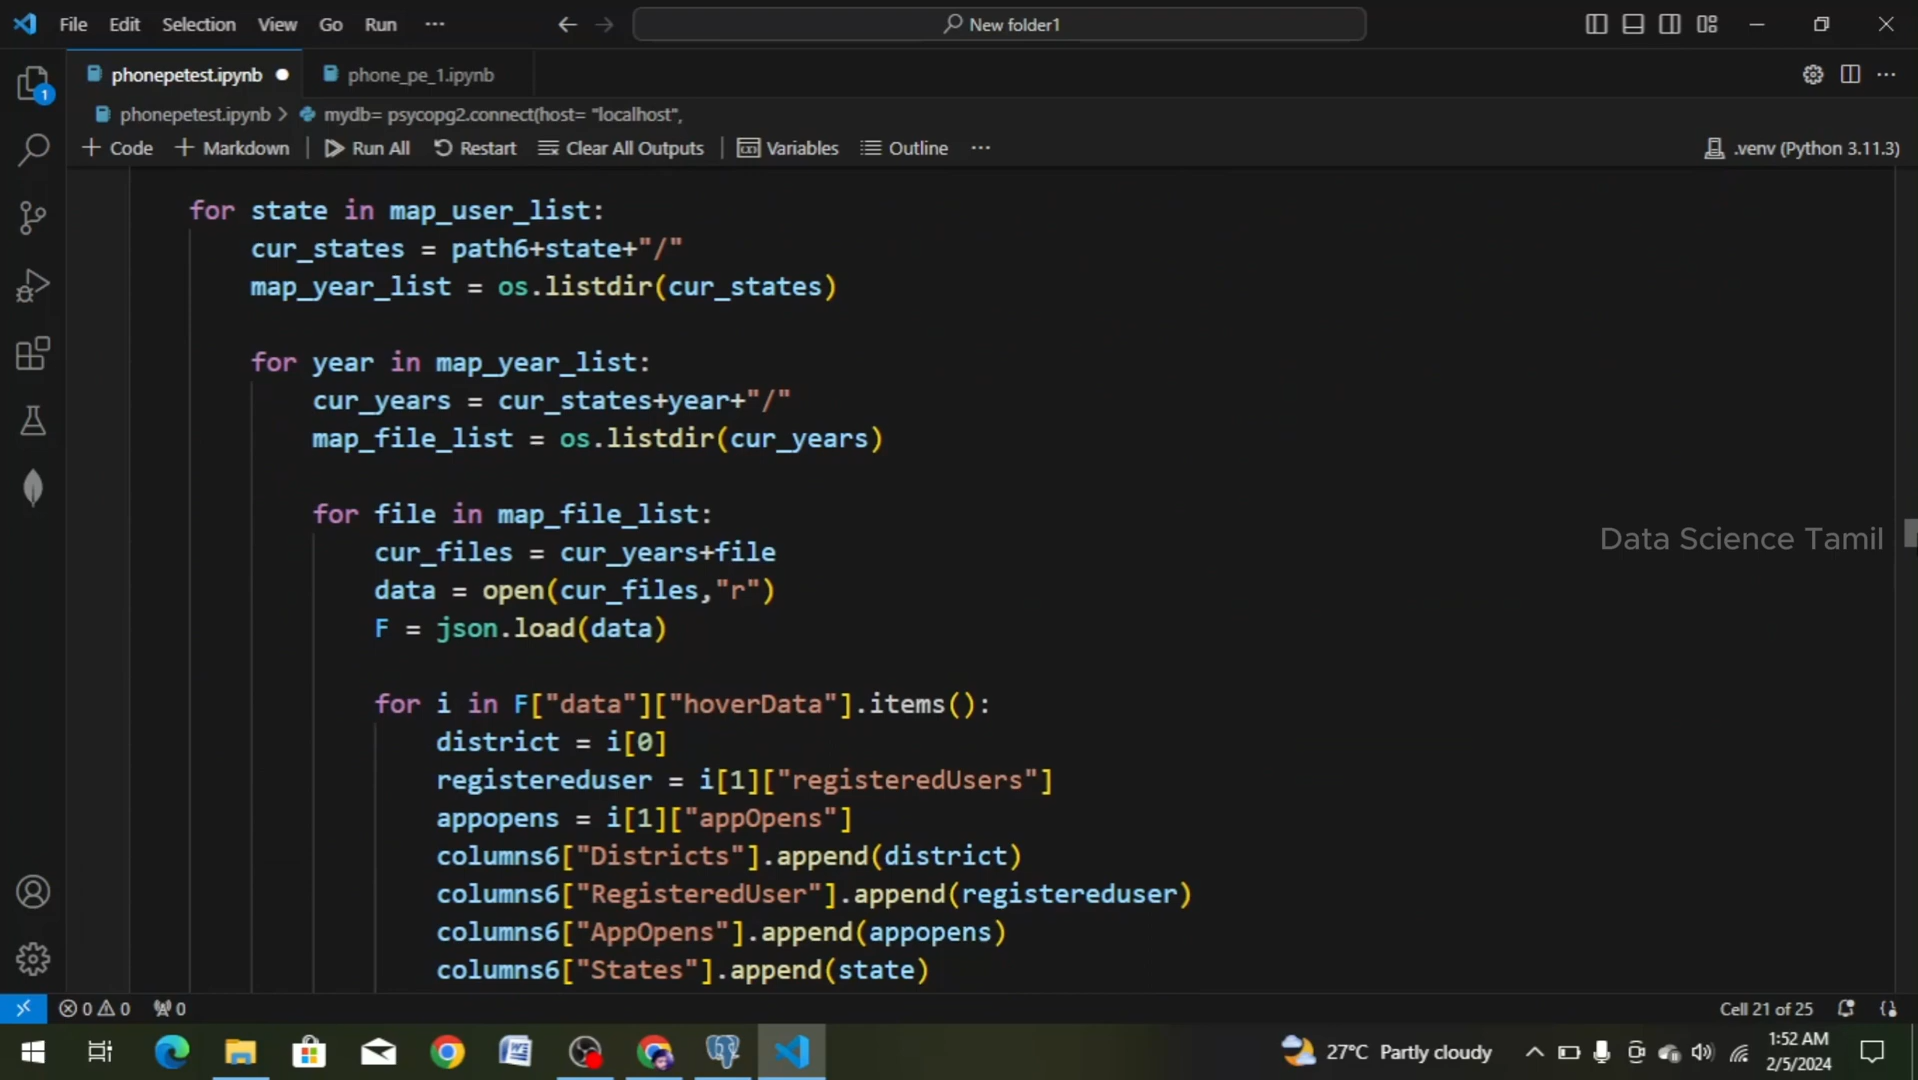 File Edit Selection View Go Run ··· New folder1
phonepetest.ipynb phone_pe_1.ipynb
phonepetest.ipynb > mydb= psycopg2.connect(host= "localhost",
+ Code + Markdown Run All Restart Clear All Outputs Variables Outline ··· .venv (Python 3.11.3)
for state in map_user_list:
cur_states = path6+state+"/"
map_year_list = os.listdir(cur_states)
for year in map_year_list:
cur_years = cur_states+year+"/"
map_file_list = os.listdir(cur_years)
for file in map_file_list:
cur_files = cur_years+file
data = open(cur_files,"r")
F = json.load(data)
for i in F["data"]["hoverData"].items():
district = i[0]
registereduser = i[1]["registeredUsers"]
appopens = i[1]["appOpens"]
columns6["Districts"].append(district)
columns6["RegisteredUser"].append(registereduser)
columns6["AppOpens"].append(appopens)
columns6["States"].append(state)
1
Data Science Tamil
0 0 0 Cell 21 of 25
27°C Partly cloudy 1:52 AM
2/5/2024